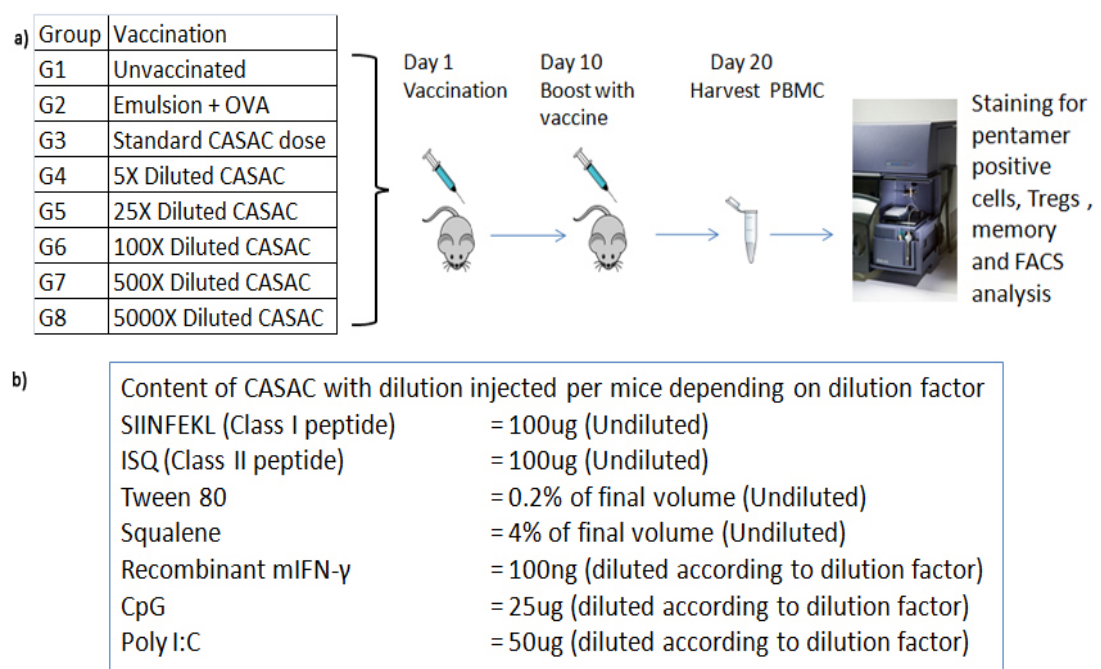 a)
Group Vaccination
G1 Unvaccinated
G2 Emulsion + OVA
G3 Standard CASAC dose
G4 5X Diluted CASAC
G5 25X Diluted CASAC
G6 100X Diluted CASAC
G7 500X Diluted CASAC
G8 5000X Diluted CASAC
Day 1
Vaccination
Day 10
Boost with
vaccine
Day 20
Harvest PBMC
Staining for
pentamer
positive
cells, Tregs ,
memory
and FACS
analysis
b)
Content of CASAC with dilution injected per mice depending on dilution factor
SIINFEKL (Class I peptide) = 100ug (Undiluted)
ISQ (Class II peptide) = 100ug (Undiluted)
Tween 80 = 0.2% of final volume (Undiluted)
Squalene = 4% of final volume (Undiluted)
Recombinant mIFN-γ = 100ng (diluted according to dilution factor)
CpG = 25ug (diluted according to dilution factor)
Poly I:C = 50ug (diluted according to dilution factor)